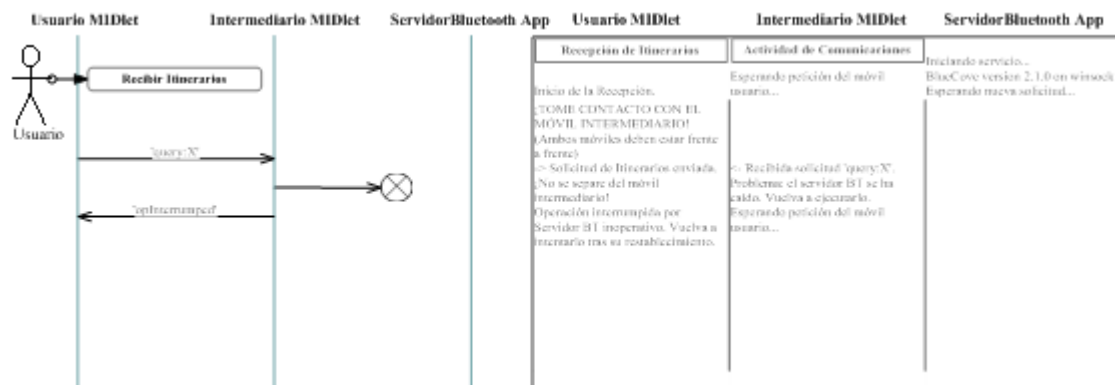 Usuario MIDlet
Intermediario MIDlet
ServidorBluetooth App
Recibir Itinerarios
Usuario
'query:X'
'opInterrumped'
Usuario MIDlet
Intermediario MIDlet
ServidorBluetooth App
Recepción de Itinerarios
Inicio de la Recepción.
¡TOME CONTACTO CON EL
MÓVIL INTERMEDIARIO!
(Ambos móviles deben estar frente
a frente)
-> Solicitud de Itinerarios enviada.
¡No se separe del móvil
intermediario!
Operación interrumpida por
Servidor BT inoperativo. Vuelva a
intentarlo tras su restablecimiento.
Actividad de Comunicaciones
Esperando petición del móvil
usuario...
<- Recibida solicitud 'query:X'.
Problema: el servidor BT se ha
caído. Vuelva a ejecutarlo.
Esperando petición del móvil
usuario...
Iniciando servicio...
BlueCove version 2.1.0 on winsock
Esperando nueva solicitud...